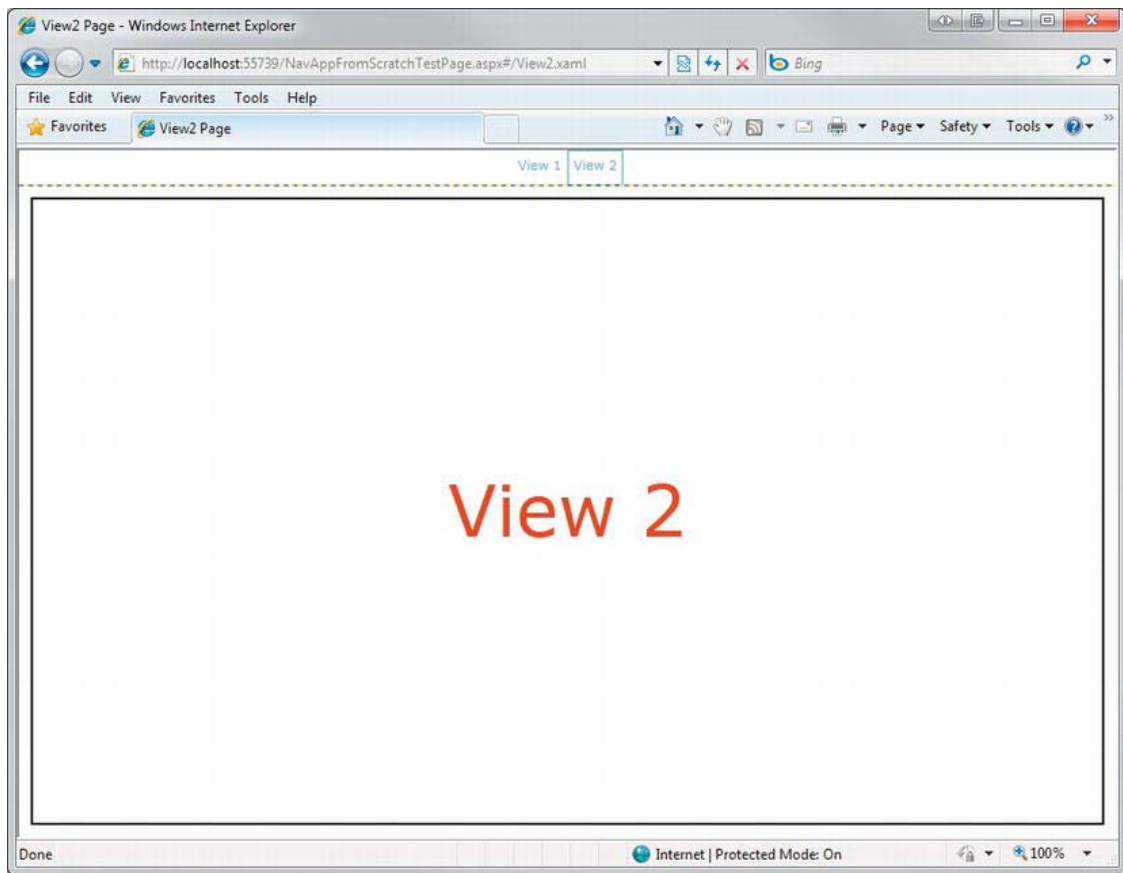 View2 Page - Windows Internet Explorer
http://localhost:55739/NavAppFromScratchTestPage.aspx#/View2.xaml
Bing
File Edit View Favorites Tools Help
Favorites View2 Page Page Safety Tools
View 1 View 2
View 2
Done Internet | Protected Mode: On 100%